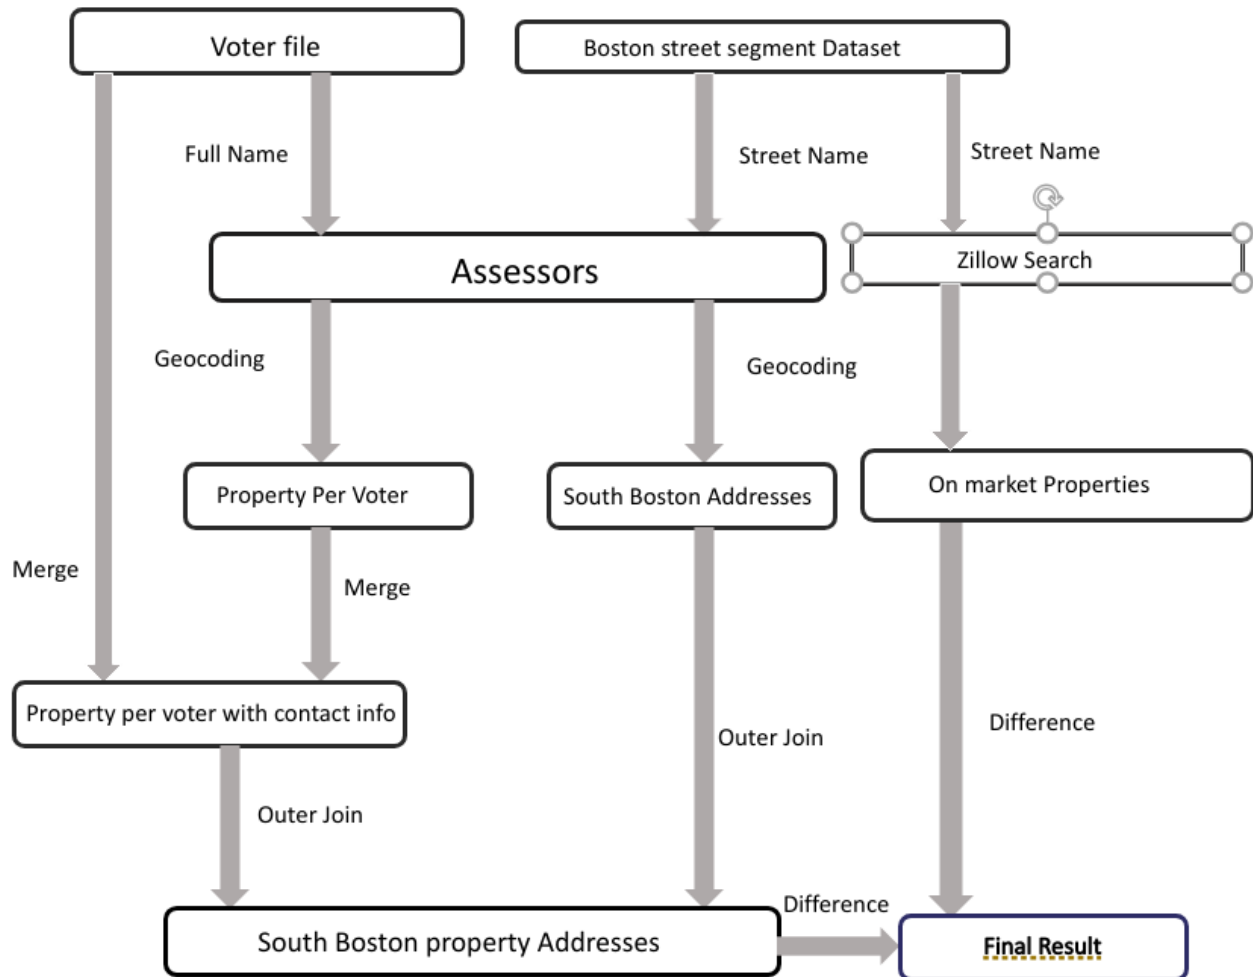 Voter file
Boston street segment Dataset
Full Name
Street Name
Street Name
Assessors
Zillow Search
Geocoding
Geocoding
Property Per Voter
South Boston Addresses
On market Properties
Merge
Merge
Property per voter with contact info
Outer Join
Difference
Outer Join
Difference
South Boston property Addresses
Final Result